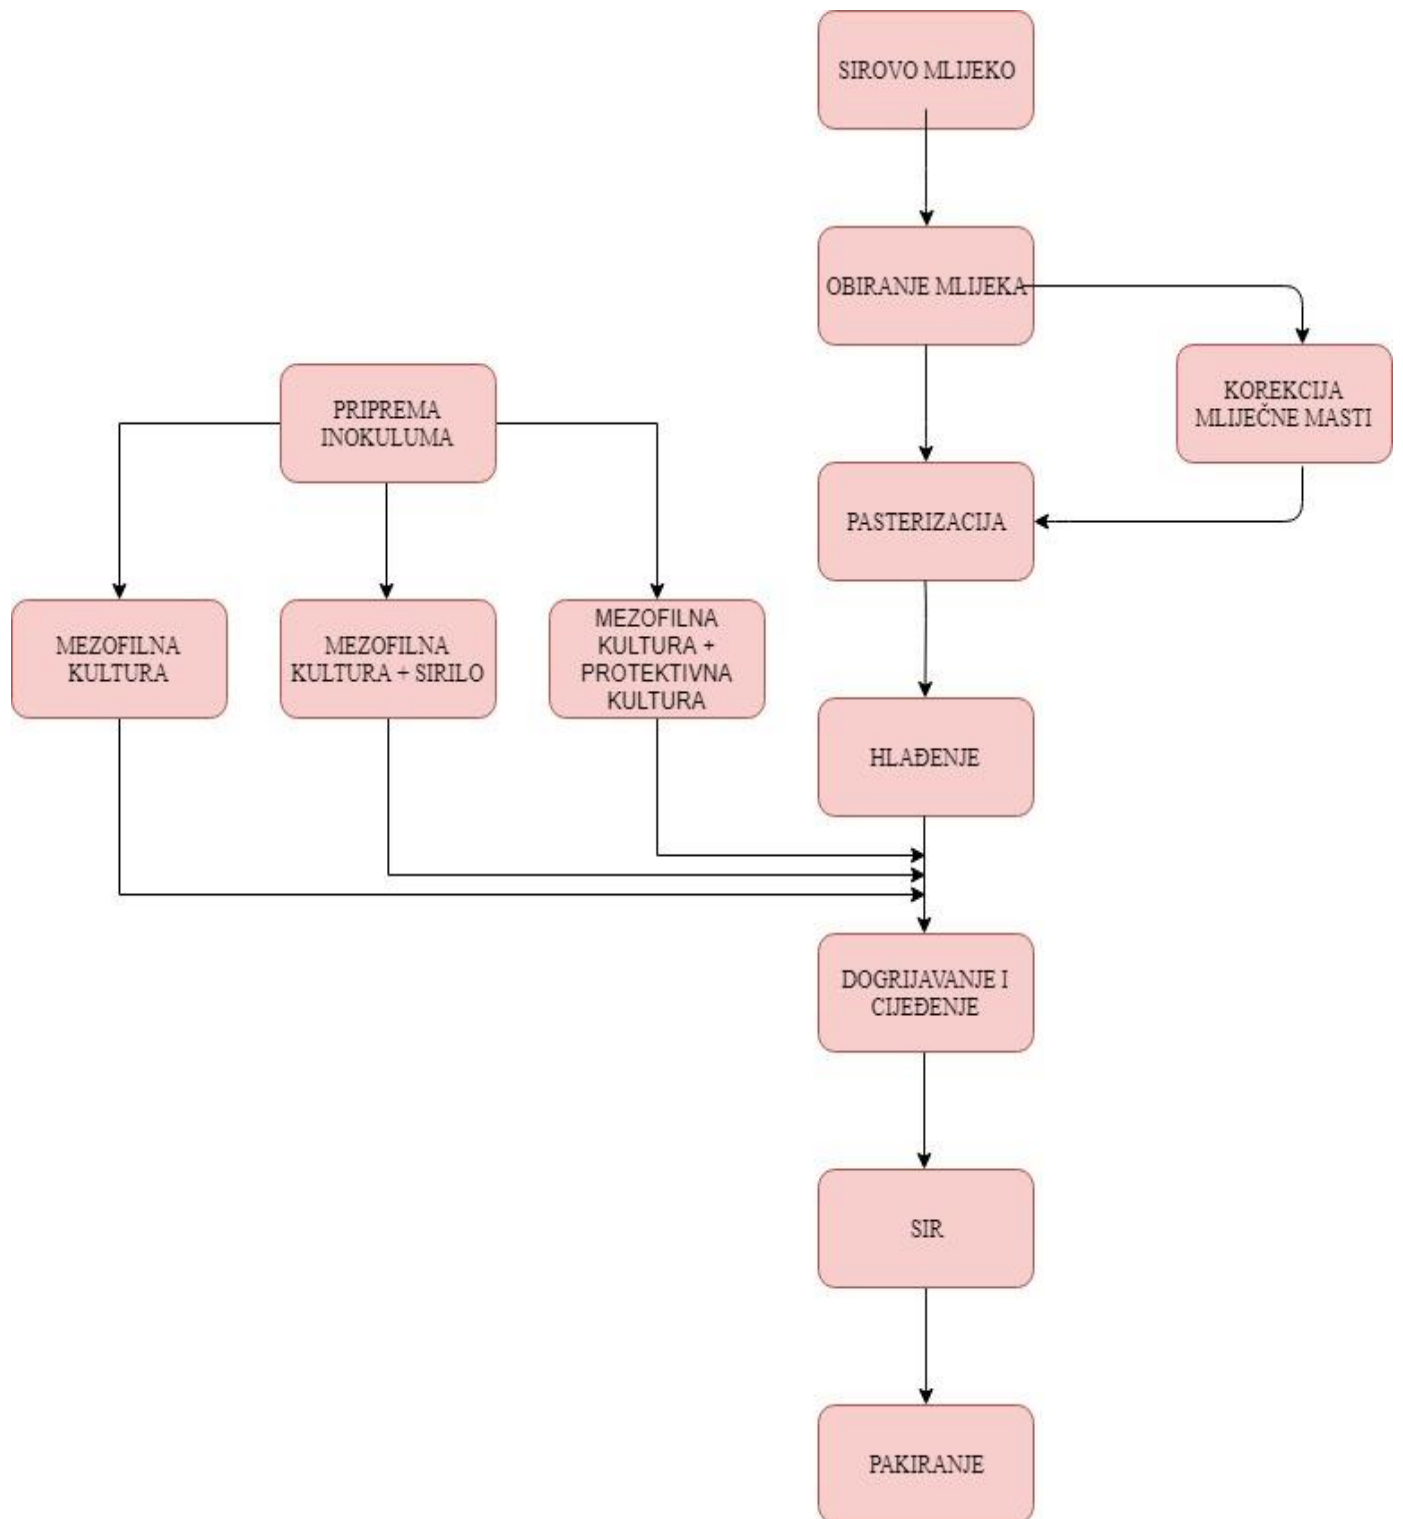 SIROVO MLIJEKO
OBIRANJE MLIJEKA
KOREKCIJA
MLIJEČNE MASTI
PRIPREMA
INOKULUMA
PASTERIZACIJA
MEZOFILNA
KULTURA
MEZOFILNA
KULTURA + SIRILO
MEZOFILNA
KULTURA +
PROTEKTIVNA
KULTURA
HLAĐENJE
DOGRIJAVANJE I
CIJEĐENJE
SIR
PAKIRANJE